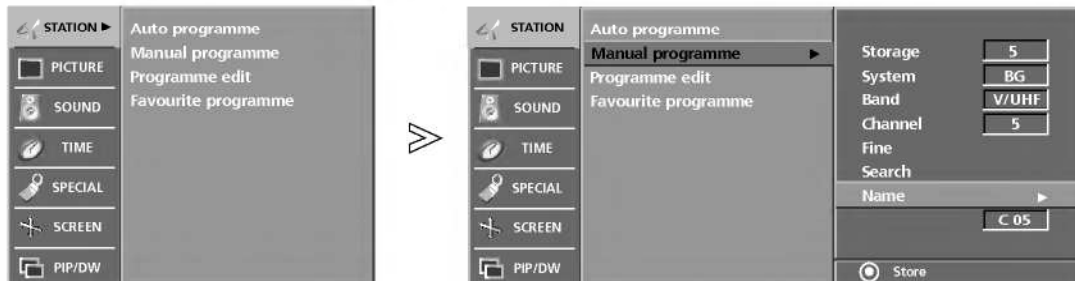 STATION ►
PICTURE
SOUND
TIME
SPECIAL
SCREEN
PIP/DW
Auto programme
Manual programme
Programme edit
Favourite programme
STATION
PICTURE
SOUND
TIME
SPECIAL
SCREEN
PIP/DW
Auto programme
Manual programme ►
Programme edit
Favourite programme
Storage 5
System BG
Band V/UHF
Channel 5
Fine
Search
Name ►
C 05
Store